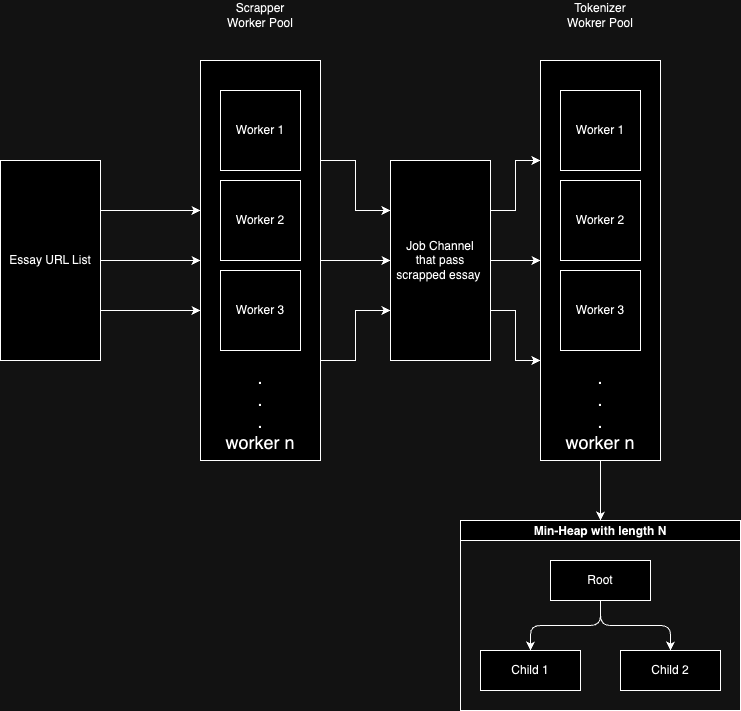 Scrapper
Worker Pool
Tokenizer
Wokrer Pool
Worker 1
Worker 2
Worker 3
.
.
.
worker n
Essay URL List
Job Channel
that pass
scrapped essay
Worker 1
Worker 2
Worker 3
.
.
.
worker n
Min-Heap with length N
Root
Child 1
Child 2